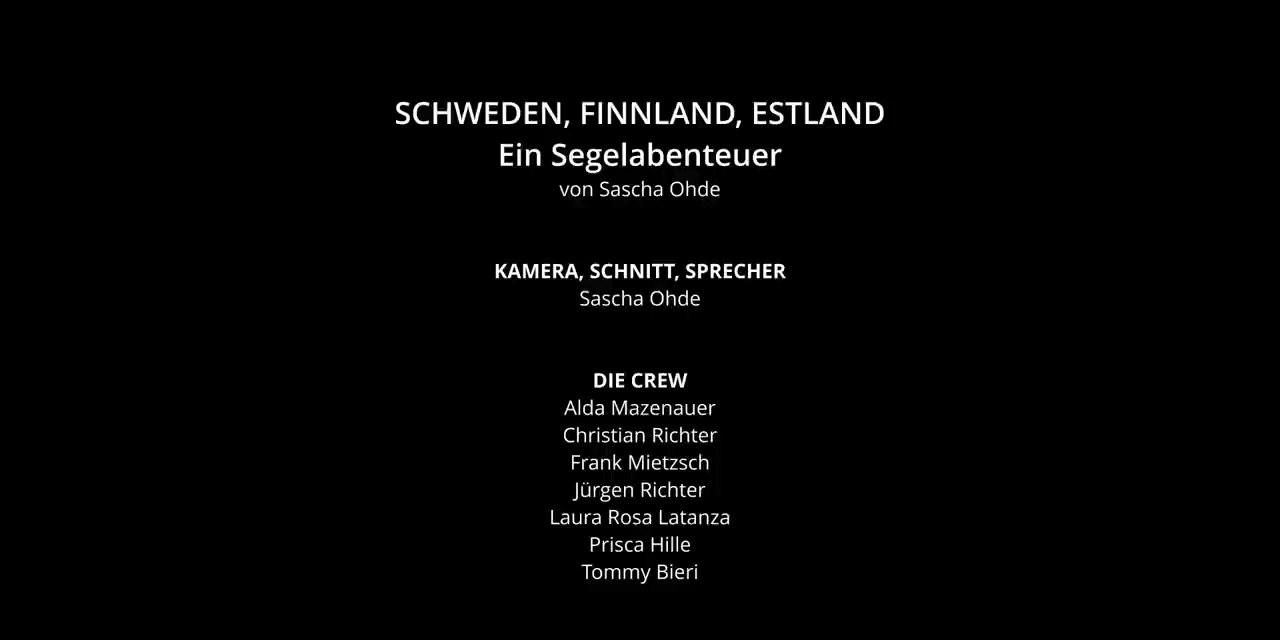 SCHWEDEN, FINNLAND, ESTLAND
Ein Segelabenteuer
von Sascha Ohde
KAMERA, SCHNITT, SPRECHER
Sascha Ohde
DIE CREW
Alda Mazenauer
Christian Richter
Frank Mietzsch
Jürgen Richter
Laura Rosa Latanza
Prisca Hille
Tommy Bieri